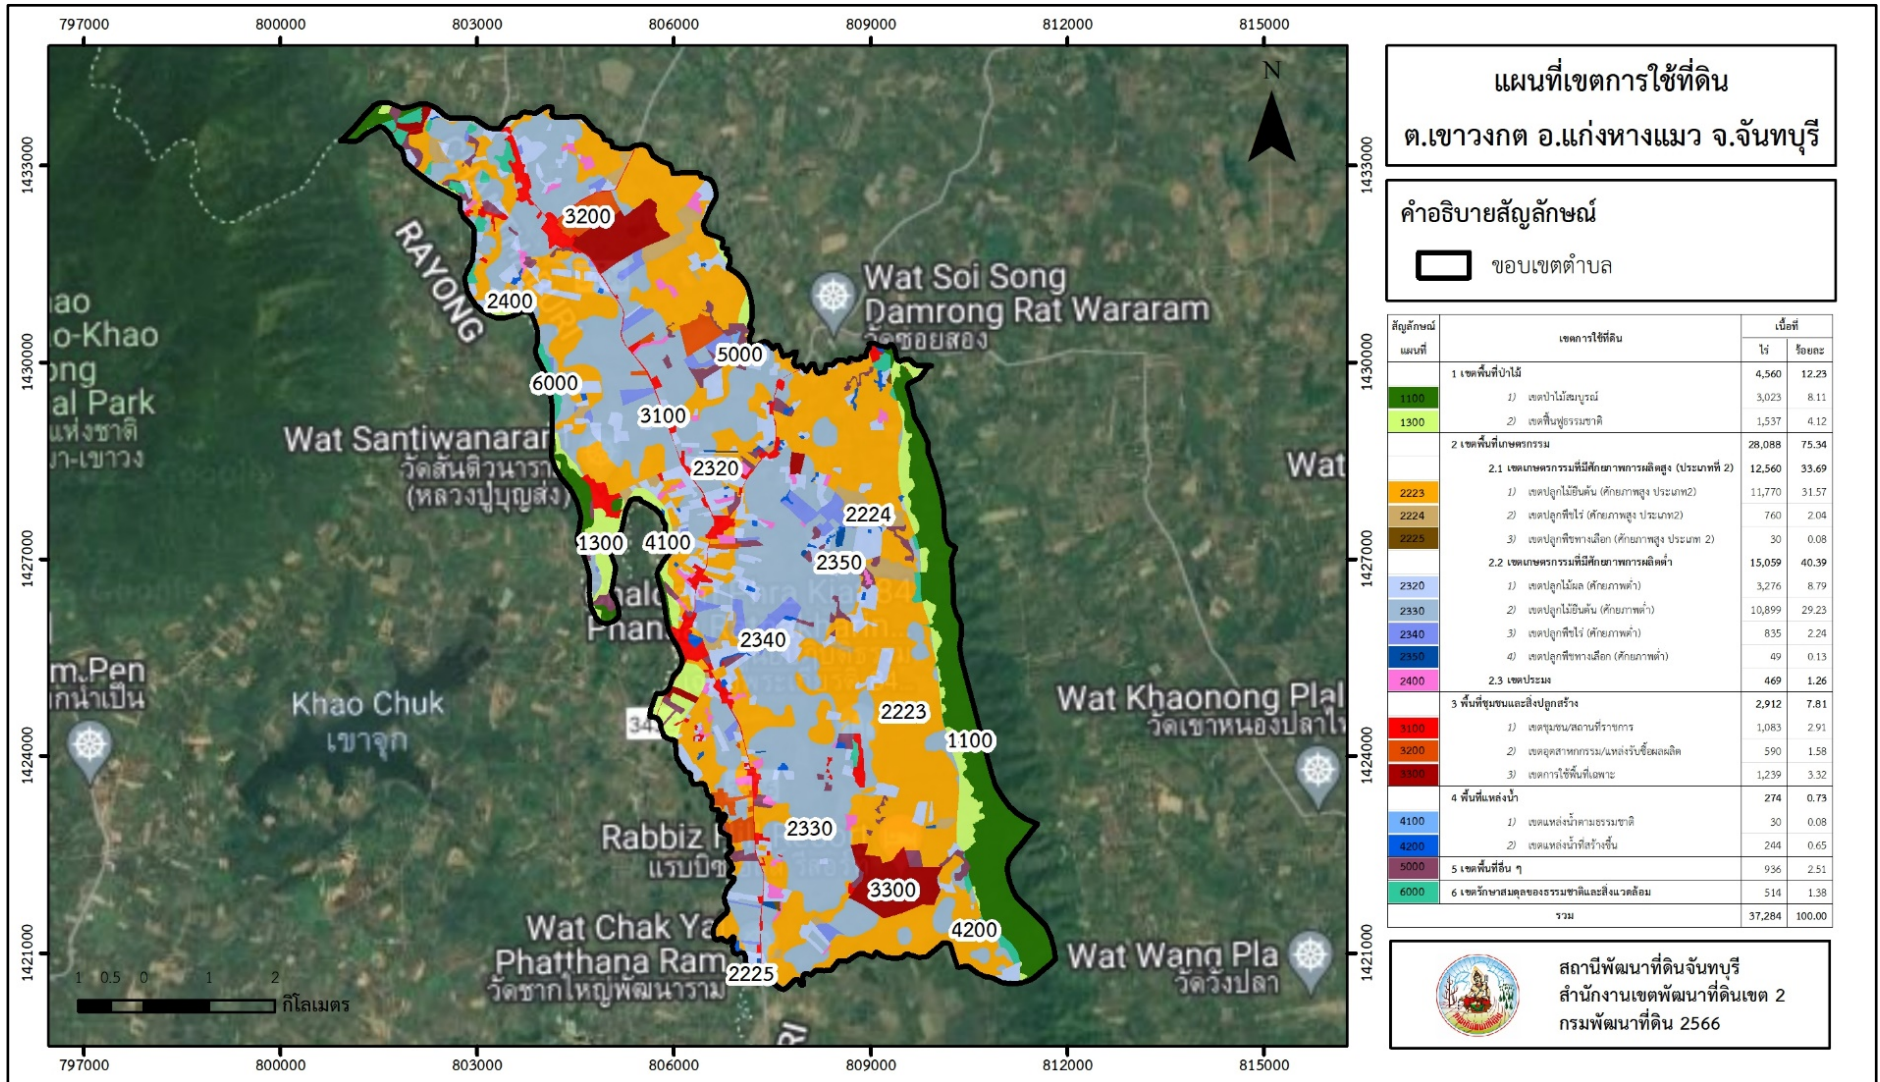 797000 800000 803000 806000 809000 812000 815000
1433000 1433000
1430000 1430000
1427000 1427000
1424000 1424000
1421000 1421000
N
3200
RAYONG
2400
Wat Soi Song
Damrong Rat Wararam
วัดซอยสอง
5000
6000
3100
al Park
Wat Santiwanaram
วัดสันติวนารา
(หลวงปู่บุญส่ง)
2320
Wat
2224
1300 4100
2350
2340
Khao Chuk
เขาจุก
Wat Khaonong Plal
วัดเขาหนองปลาไ
2223
1100
2330
Rabbiz
แรบบิซ
3300
Wat Chak Ya
Phatthana Ram
วัดชากใหญ่พัฒนาราม
4200
Wat Wang Pla
วัดวังปลา
2225
1 0.5 0 1 2
กิโลเมตร
797000 800000 803000 806000 809000 812000 815000
แผนที่เขตการใช้ที่ดิน
ต.เขาวงกต อ.แก่งหางแมว จ.จันทบุรี
คำอธิบายสัญลักษณ์
ขอบเขตตำบล
สัญลักษณ์แผนที่ เขตการใช้ที่ดิน เนื้อที่
ไร่ ร้อยละ
1 เขตพื้นที่ป่าไม้ 4,560 12.23
1100 1) เขตป่าไม้สมบูรณ์ 3,023 8.11
1300 2) เขตฟื้นฟูธรรมชาติ 1,537 4.12
2 เขตพื้นที่เกษตรกรรม 28,088 75.34
2.1 เขตเกษตรกรรมที่มีศักยภาพการผลิตสูง (ประเภทที่ 2) 12,560 33.69
2223 1) เขตปลูกไม้ยืนต้น (ศักยภาพสูง ประเภท2) 11,770 31.57
2224 2) เขตปลูกพืชไร่ (ศักยภาพสูง ประเภท2) 760 2.04
2225 3) เขตปลูกพืชทางเลือก (ศักยภาพสูง ประเภท 2) 30 0.08
2.2 เขตเกษตรกรรมที่มีศักยภาพการผลิตต่ำ 15,059 40.39
2320 1) เขตปลูกไม้ผล (ศักยภาพต่ำ) 3,276 8.79
2330 2) เขตปลูกไม้ยืนต้น (ศักยภาพต่ำ) 10,899 29.23
2340 3) เขตปลูกพืชไร่ (ศักยภาพต่ำ) 835 2.24
2350 4) เขตปลูกพืชทางเลือก (ศักยภาพต่ำ) 49 0.13
2400 2.3 เขตประมง 469 1.26
3 พื้นที่ชุมชนและสิ่งปลูกสร้าง 2,912 7.81
3100 1) เขตชุมชน/สถานที่ราชการ 1,083 2.91
3200 2) เขตอุตสาหกรรม/แหล่งรับซื้อผลผลิต 590 1.58
3300 3) เขตการใช้พื้นที่เฉพาะ 1,239 3.32
4 พื้นที่แหล่งน้ำ 274 0.73
4100 1) เขตแหล่งน้ำตามธรรมชาติ 30 0.08
4200 2) เขตแหล่งน้ำที่สร้างขึ้น 244 0.65
5000 5 เขตพื้นที่อื่น ๆ 936 2.51
6000 6 เขตรักษาสมดุลของธรรมชาติและสิ่งแวดล้อม 514 1.38
รวม 37,284 100.00
สถานีพัฒนาที่ดินจันทบุรี
สำนักงานเขตพัฒนาที่ดินเขต 2
กรมพัฒนาที่ดิน 2566